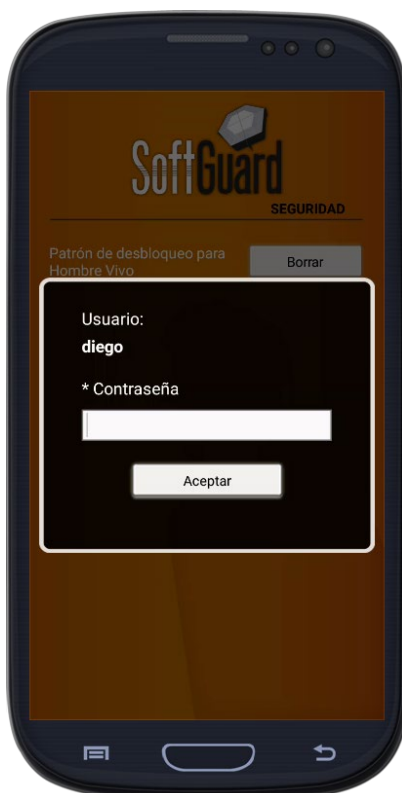 SoftGuard
SEGURIDAD
Patrón de desbloqueo para
Hombre Vivo
Borrar
Usuario:
diego
* Contraseña
Aceptar